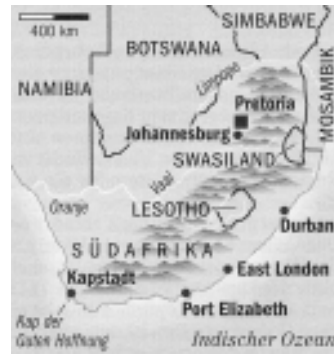 400 km
SIMBABWE
BOTSWANA
NAMIBIA
MOSAMBIK
Limpopo
Pretoria
Johannesburg
SWASILAND
Vaal
Oranje
LESOTHO
Durban
SÜDAFRIKA
Kapstadt
East London
Port Elizabeth
Kap der
Guten Hoffnung
Indischer Ozean